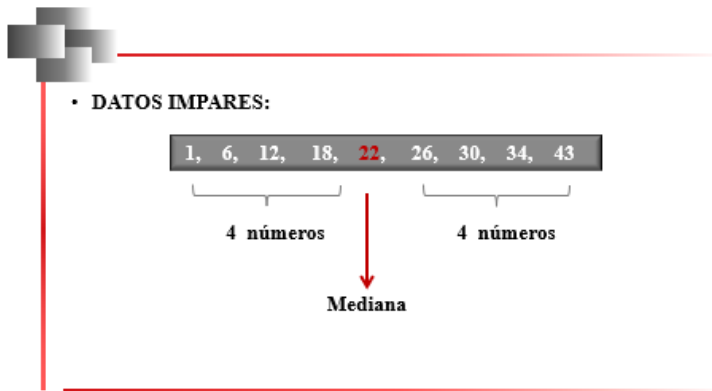 • DATOS IMPARES:
1, 6, 12, 18, 22, 26, 30, 34, 43
4 números 4 números
Mediana